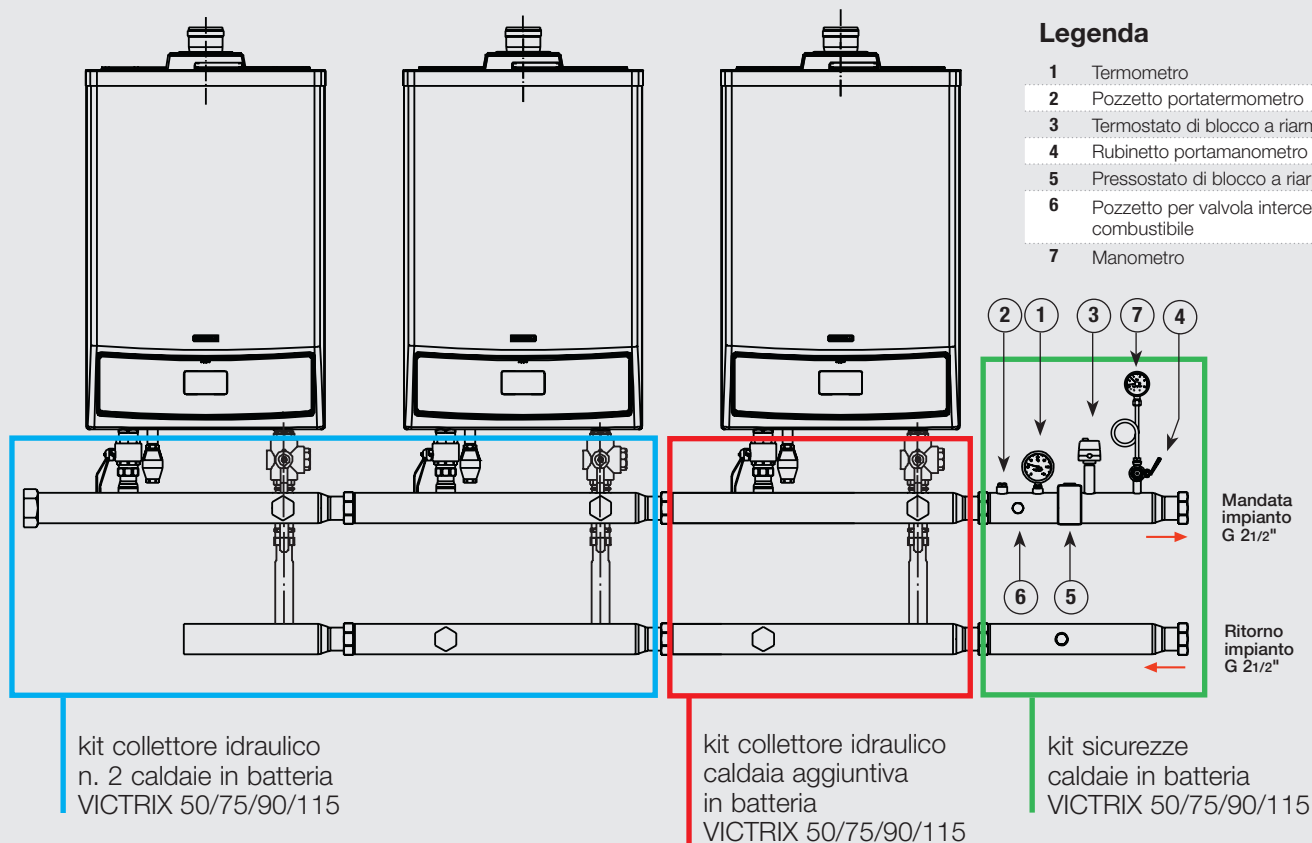 Legenda
1 Termometro
2 Pozzetto portatermometro
3 Termostato di blocco a
4 Rubinetto portamanometro
5 Pressostato di blocco a
6 Pozzetto per valvola
combustibile
7 Manometro
2 1 3 7 4
Mandata
impianto
G 21/2"
6 5
Ritorno
impianto
G 21/2"
kit collettore idraulico
n. 2 caldaie in batteria
VICTRIX 50/75/90/115
kit collettore idraulico
caldaia aggiuntiva
in batteria
VICTRIX 50/75/90/115
kit sicurezze
caldaie in batteria
VICTRIX 50/75/90/115